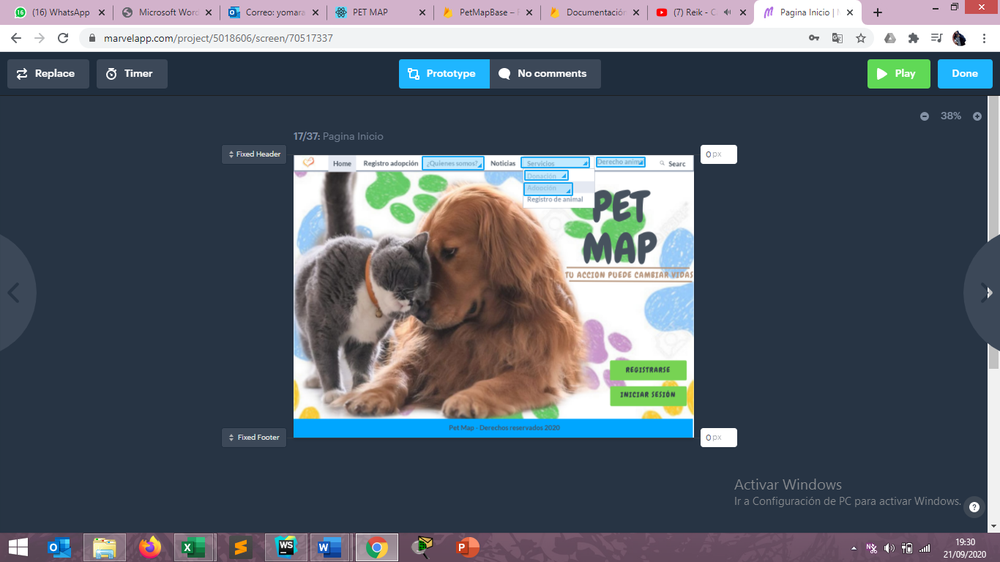 (16) WhatsApp
Microsoft Word
Correo: yomara
PET MAP
PetMapBase –
Documentación
(7) Reik - C
Pagina Inicio |
marvelapp.com/project/5018606/screen/70517337
Replace
Timer
Prototype
No comments
Play
Done
38%
17/37: Pagina Inicio
Fixed Header
0 px
Home
Registro adopción
¿Quienes somos?
Noticias
Servicios
Derecho anima
Searc
Donación
Adopción
Registro de animal
PET
MAP
TU ACCION PUEDE CAMBIAR VIDAS
REGISTRARSE
INICIAR SESIÓN
Pet Map - Derechos reservados 2020
Fixed Footer
0 px
Activar Windows
Ir a Configuración de PC para activar Windows.
19:30
21/09/2020